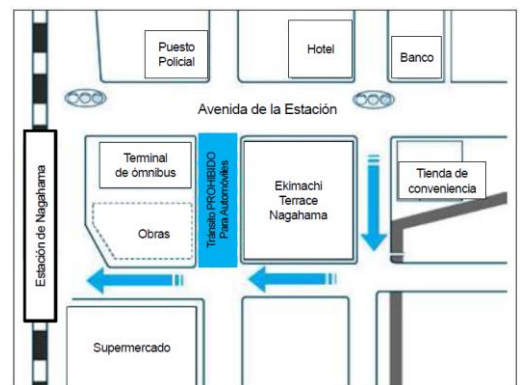 Puesto
Policial
Hotel
Banco
Avenida de la Estación
Estación de Nagahama
Terminal
de ómnibus
Obras
Tránsito PROHIBIDO
Para Automóviles
Ekimachi
Terrace
Nagahama
Tienda de
conveniencia
Supermercado